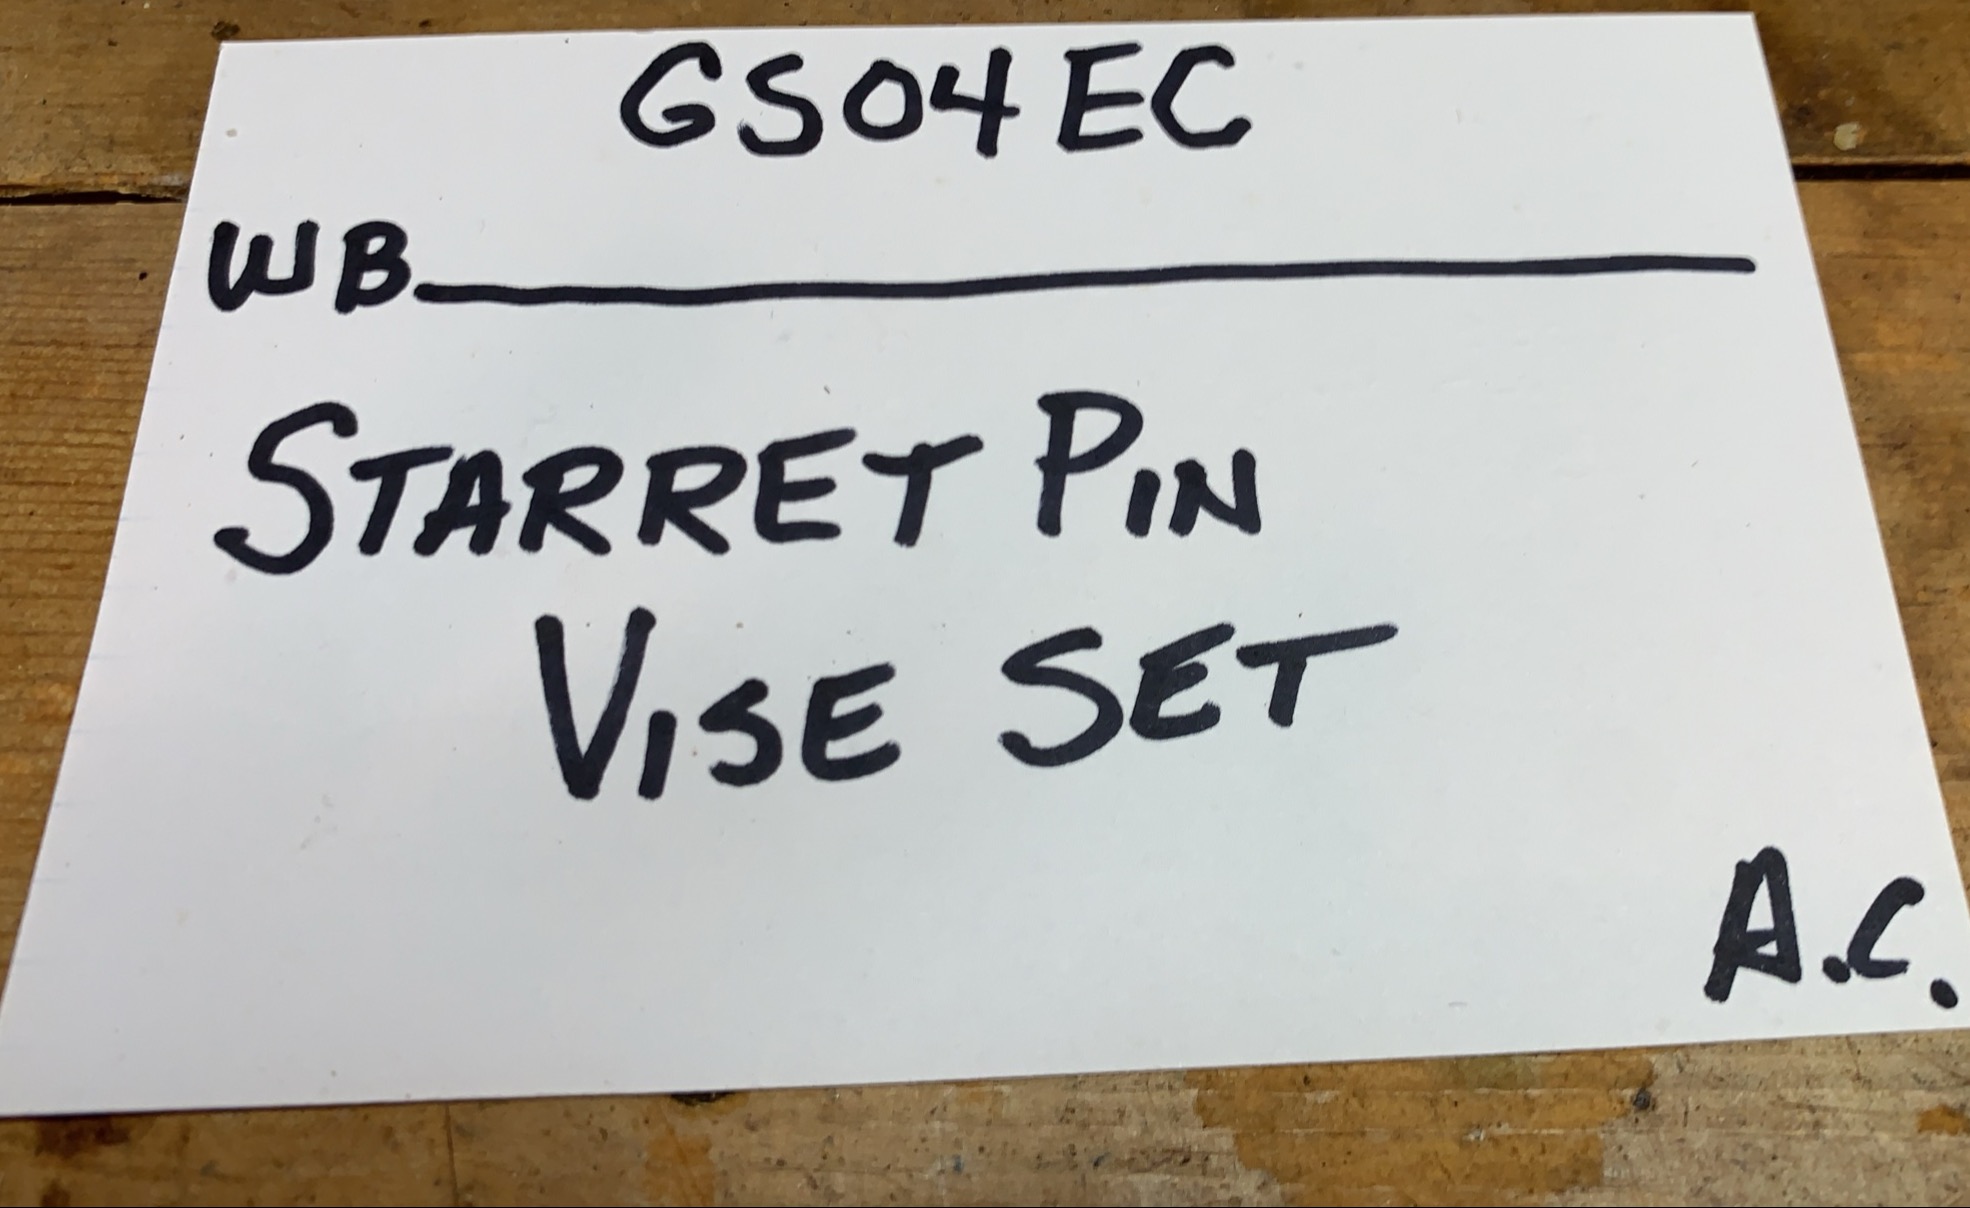 GS04EC
WB
STARRET PIN
VISE SET
A.C.